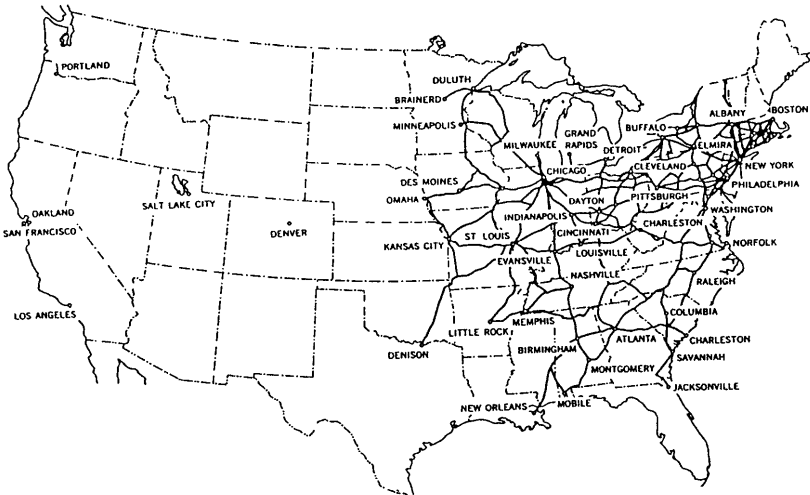 PORTLAND
DULUTH
BRAINERD
MINNEAPOLIS
MILWAUKEE
GRAND
RAPIDS
DETROIT
BUFFALO
ALBANY
BOSTON
ELMIRA
CLEVELAND
NEW YORK
CHICAGO
DES MOINES
OMAHA
DAYTON
PITTSBURGH
PHILADELPHIA
WASHINGTON
SALT LAKE CITY
OAKLAND
SAN FRANCISCO
DENVER
KANSAS CITY
ST LOUIS
INDIANAPOLIS
CINCINNATI
CHARLESTON
NORFOLK
LOUISVILLE
EVANSVILLE
NASHVILLE
RALEIGH
LOS ANGELES
LITTLE ROCK
MEMPHIS
COLUMBIA
DENISON
BIRMINGHAM
ATLANTA
CHARLESTON
SAVANNAH
MONTGOMERY
JACKSONVILLE
NEW ORLEANS
MOBILE